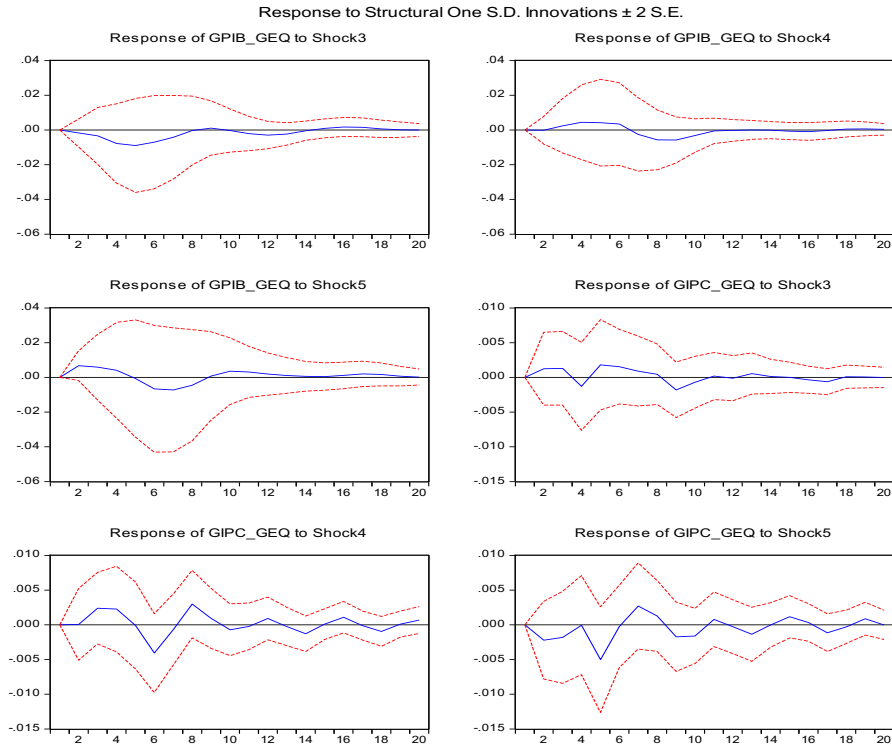 Response to Structural One S.D. Innovations ± 2 S.E.
Response of GPIB_GEQ to Shock3
.04
.02
.00
-.02
-.04
-.06
2 4 6 8 10 12 14 16 18 20
Response of GPIB_GEQ to Shock4
.04
.02
.00
-.02
-.04
-.06
2 4 6 8 10 12 14 16 18 20
Response of GPIB_GEQ to Shock5
.04
.02
.00
-.02
-.04
-.06
2 4 6 8 10 12 14 16 18 20
Response of GIPC_GEQ to Shock3
.010
.005
.000
-.005
-.010
-.015
2 4 6 8 10 12 14 16 18 20
Response of GIPC_GEQ to Shock4
.010
.005
.000
-.005
-.010
-.015
2 4 6 8 10 12 14 16 18 20
Response of GIPC_GEQ to Shock5
.010
.005
.000
-.005
-.010
-.015
2 4 6 8 10 12 14 16 18 20